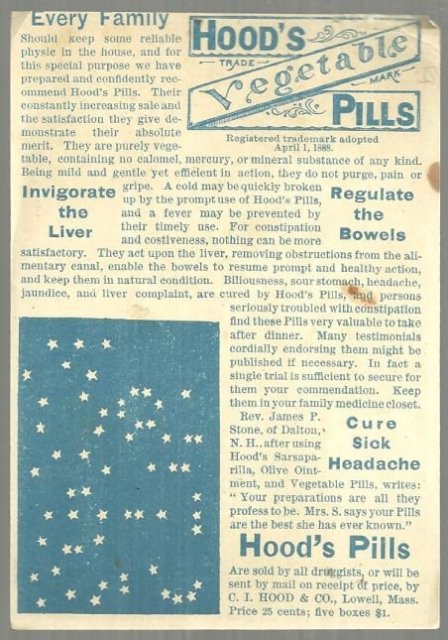 Every Family
Should keep some reliable
physic in the house, and for
this special purpose we have
prepared and confidently rec-
ommend Hood's Pills. Their
constantly increasing sale and
the satisfaction they give de-
monstrate their absolute
merit. They are purely vege-
HOOD'S
TRADE MARK
Vegetable
PILLS
Registered trademark adopted
April 1, 1888.
table, containing no calomel, mercury, or mineral substance of any kind.
Being mild and gentle yet efficient in action, they do not purge, pain or
Invigorate
the
Liver
gripe. A cold may be quickly broken
up by the prompt use of Hood's Pills,
and a fever may be prevented by
their timely use. For constipation
and costiveness, nothing can be more
Regulate
the
Bowels
satisfactory. They act upon the liver, removing obstructions from the ali-
mentary canal, enable the bowels to resume prompt and healthy action,
and keep them in natural condition. Biliousness, sour stomach, headache,
jaundice, and liver complaint, are cured by Hood's Pills, and persons
seriously troubled with constipation
find these Pills very valuable to take
after dinner. Many testimonials
cordially endorsing them might be
published if necessary. In fact a
single trial is sufficient to secure for
them your commendation. Keep
them in your family medicine closet.
Rev. James P.
Stone, of Dalton,
N. H., after using
Hood's Sarsapa-
rilla, Olive Oint-
Cure
Sick
Headache
ment, and Vegetable Pills, writes:
"Your preparations are all they
profess to be. Mrs. S. says your Pills
are the best she has ever known."
Hood's Pills
Are sold by all druggists, or will be
sent by mail on receipt of price, by
C. I. HOOD & CO., Lowell, Mass.
Price 25 cents; five boxes $1.